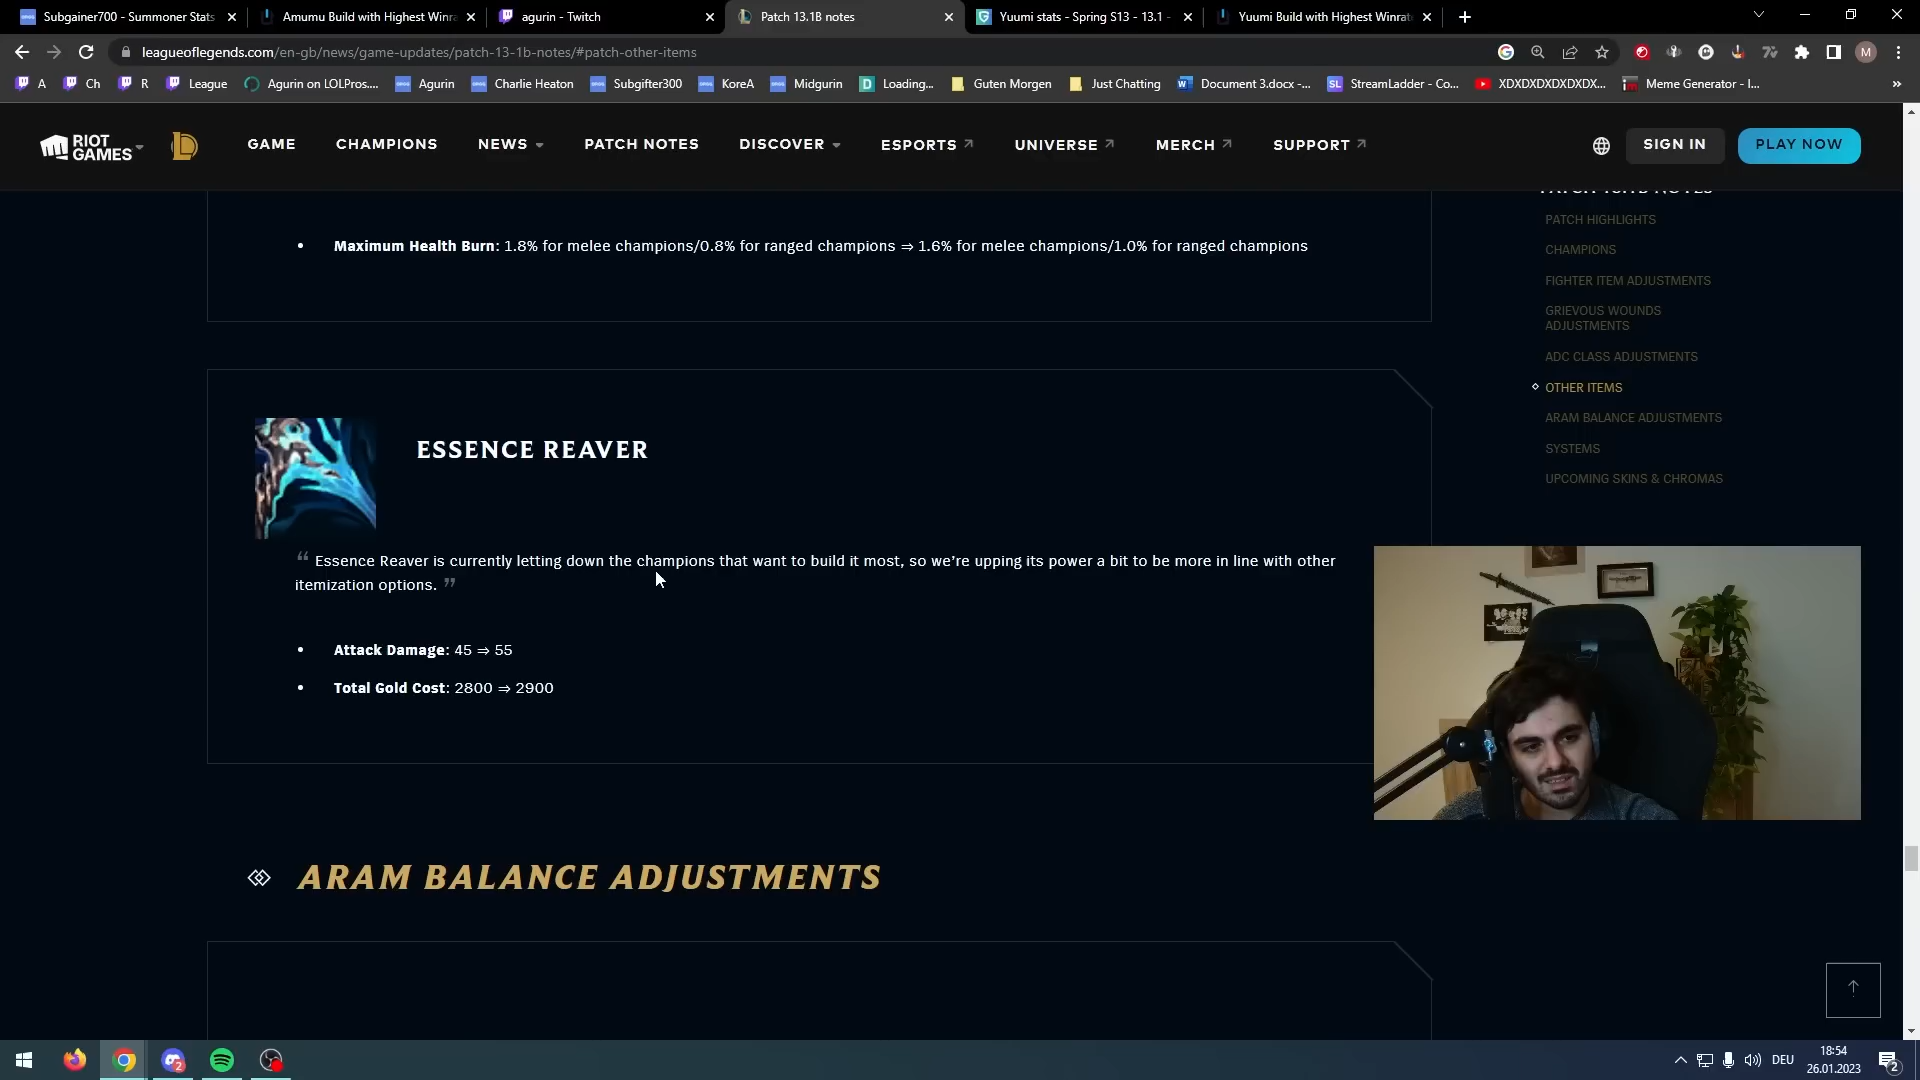 Subgainer700 - Summoner Stats
Amumu Build with Highest Winra
agurin - Twitch
Patch 13.1B notes
Yuumi stats - Spring S13 - 13.1 -
Yuumi Build with Highest Winrat
leagueoflegends.com/en-gb/news/game-updates/patch-13-1b-notes/#patch-other-items
M
A
Ch
R
League
Agurin on LOLPros....
Agurin
Charlie Heaton
Subgifter300
KoreA
Midgurin
Loading...
Guten Morgen
Just Chatting
Document 3.docx -...
StreamLadder - Co...
XDXDXDXDXDXDX...
Meme Generator - I...
RIOT
GAMES
GAME
CHAMPIONS
NEWS
PATCH NOTES
DISCOVER
ESPORTS
UNIVERSE
MERCH
SUPPORT
SIGN IN
PLAY NOW
PATCH HIGHLIGHTS
CHAMPIONS
FIGHTER ITEM ADJUSTMENTS
GRIEVOUS WOUNDS
ADJUSTMENTS
ADC CLASS ADJUSTMENTS
OTHER ITEMS
ARAM BALANCE ADJUSTMENTS
SYSTEMS
UPCOMING SKINS & CHROMAS
• Maximum Health Burn: 1.8% for melee champions/0.8% for ranged champions ⇒ 1.6% for melee champions/1.0% for ranged champions
ESSENCE REAVER
“ Essence Reaver is currently letting down the champions that want to build it most, so we’re upping its power a bit to be more in line with other
itemization options. ”
• Attack Damage: 45 ⇒ 55
• Total Gold Cost: 2800 ⇒ 2900
ARAM BALANCE ADJUSTMENTS
DEU
18:54
26.01.2023
2
2